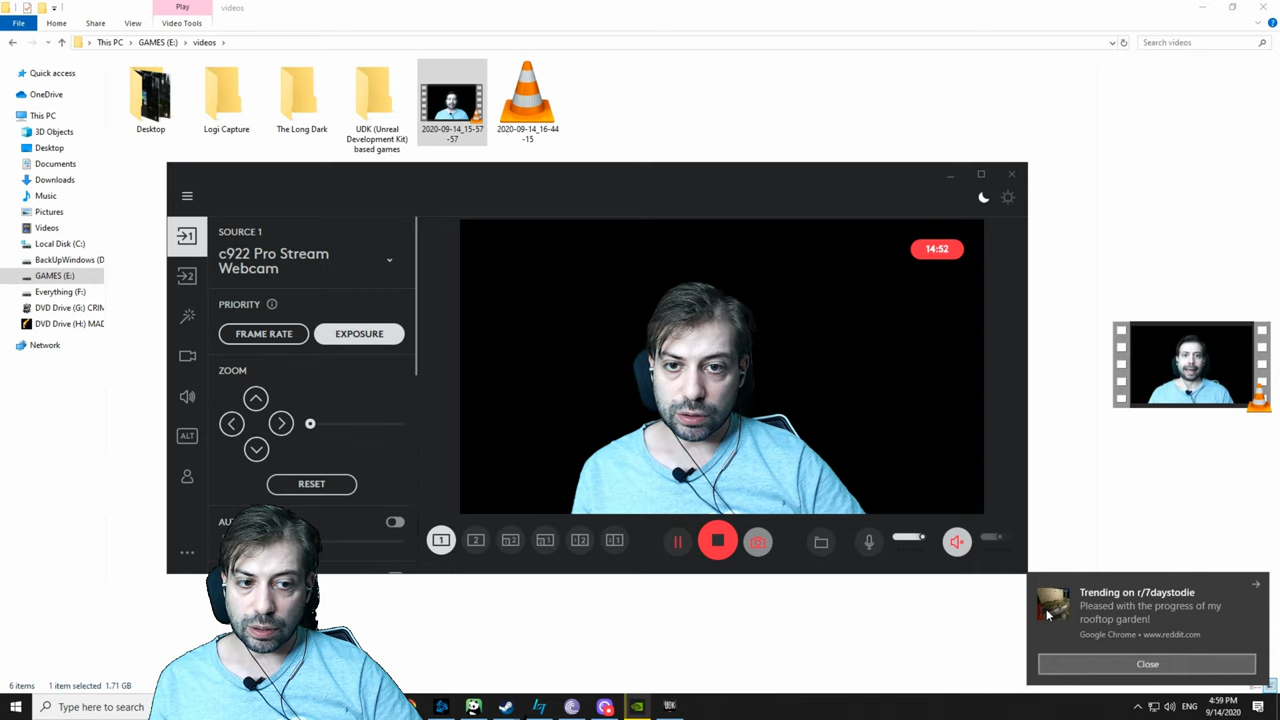 Play
videos
File
Home
Share
View
Video Tools
This PC
GAMES (E:)
videos
Search videos
Quick access
OneDrive
This PC
3D Objects
Desktop
Documents
Downloads
Music
Pictures
Videos
Local Disk (C:)
BackUpWindows (D
GAMES (E:)
Everything (F:)
DVD Drive (G:) CRIM
DVD Drive (H:) MAD
Network
Desktop
Logi Capture
The Long Dark
UDK (Unreal
Development Kit)
based games
2020-09-14_15-57
-57
2020-09-14_16-44
-15
SOURCE 1
c922 Pro Stream
Webcam
PRIORITY
FRAME RATE
EXPOSURE
ZOOM
RESET
ALT
14:52
1
2
Trending on r/7daystodie
Pleased with the progress of my
rooftop garden!
Google Chrome • www.reddit.com
Close
6 items
1 item selected 1.71 GB
Type here to search
ENG
4:59 PM
9/14/2020